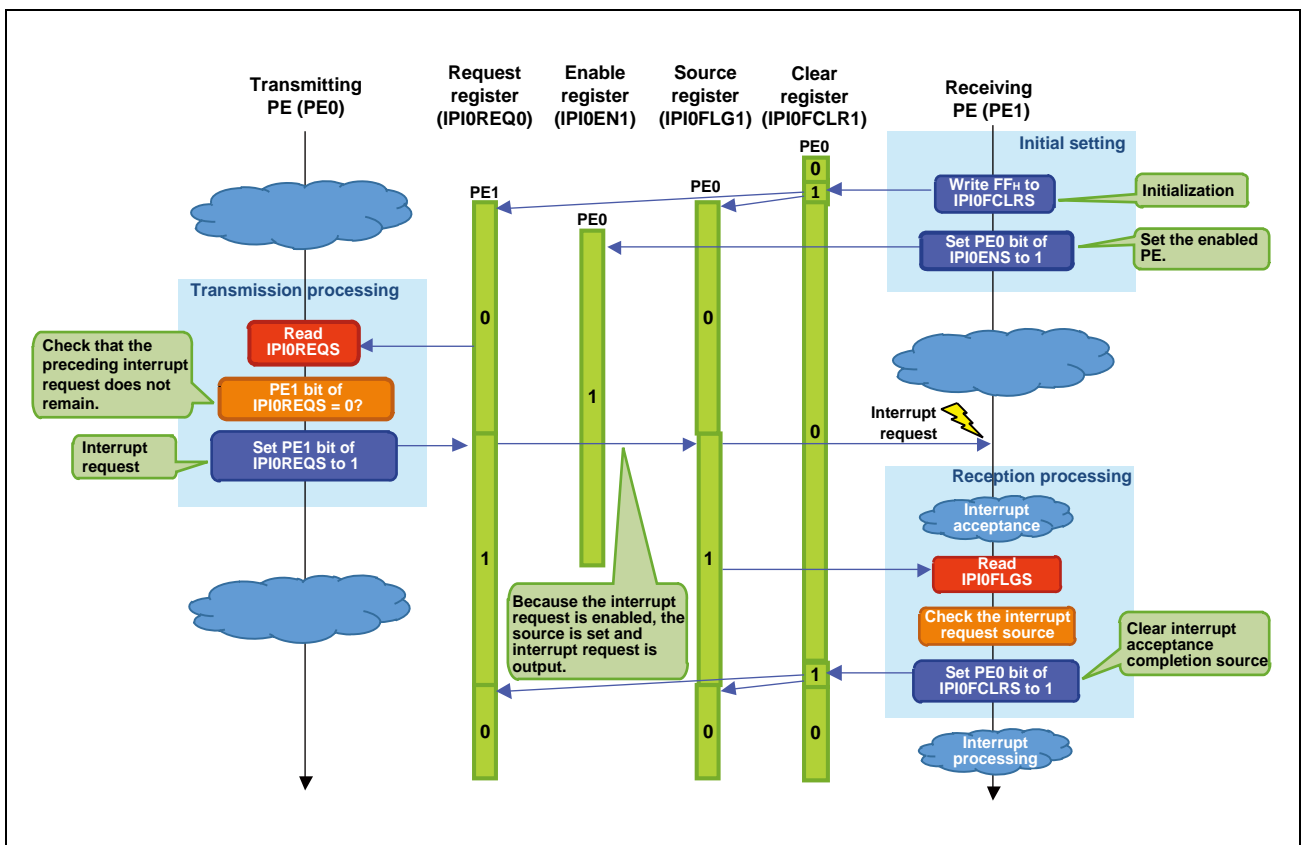 Transmitting
PE (PE0)
Request
register
(IPI0REQ0)
Enable
register
(IPI0EN1)
Source
register
(IPI0FLG1)
Clear
register
(IPI0FCLR1)
Receiving
PE (PE1)
Initial setting
PE0
0
1
PE1
PE0
PE0
Write FFH to
IPI0FCLRS
Initialization
Set PE0 bit of
IPI0ENS to 1
Set the enabled
PE.
Transmission processing
Read
IPI0REQS
0
0
Check that the
preceding interrupt
request does not
remain.
PE1 bit of
IPI0REQS = 0?
1
0
Interrupt
request
Interrupt
request
Set PE1 bit of
IPI0REQS to 1
Reception processing
Interrupt
acceptance
1
1
Read
IPI0FLGS
Because the interrupt
request is enabled, the
source is set and
interrupt request is
output.
Check the interrupt
request source
Clear interrupt
acceptance
completion source
1
Set PE0 bit of
IPI0FCLRS to 1
0
0
0
Interrupt
processing